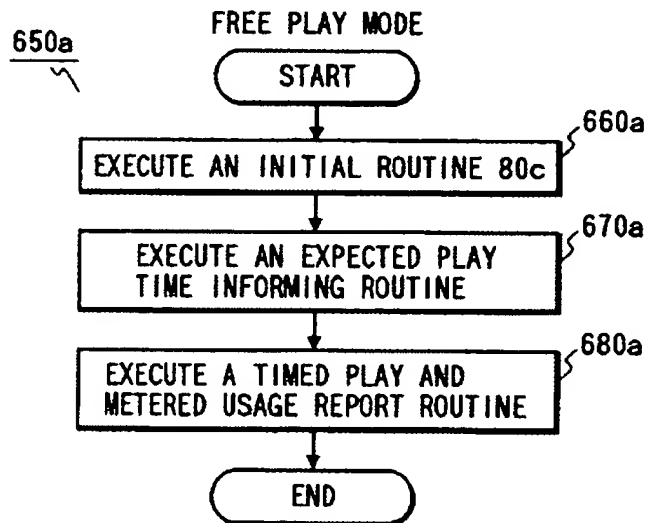 FREE PLAY MODE
650a
START
660a
EXECUTE AN INITIAL ROUTINE 80c
670a
EXECUTE AN EXPECTED PLAY
TIME INFORMING ROUTINE
680a
EXECUTE A TIMED PLAY AND
METERED USAGE REPORT ROUTINE
END